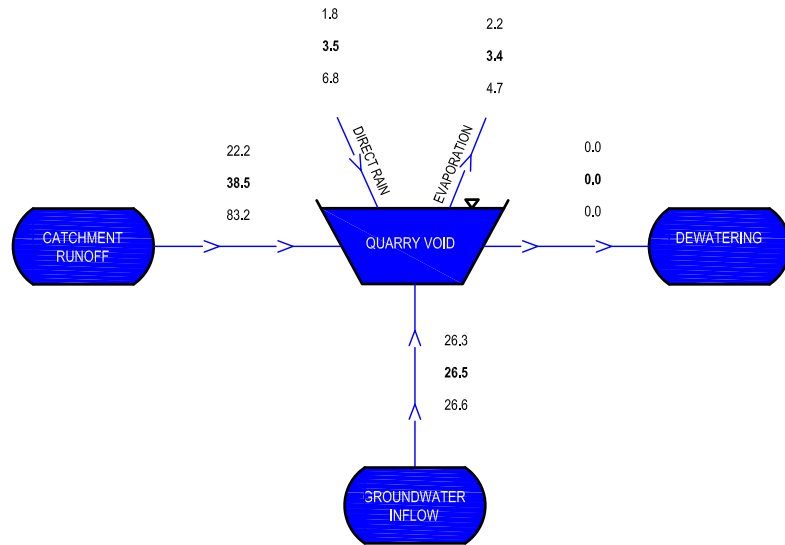 1.8
3.5
6.8
2.2
3.4
4.7
DIRECT RAIN
EVAPORATION
22.2
38.5
83.2
0.0
0.0
0.0
CATCHMENT
RUNOFF
QUARRY VOID
DEWATERING
26.3
26.5
26.6
GROUNDWATER
INFLOW